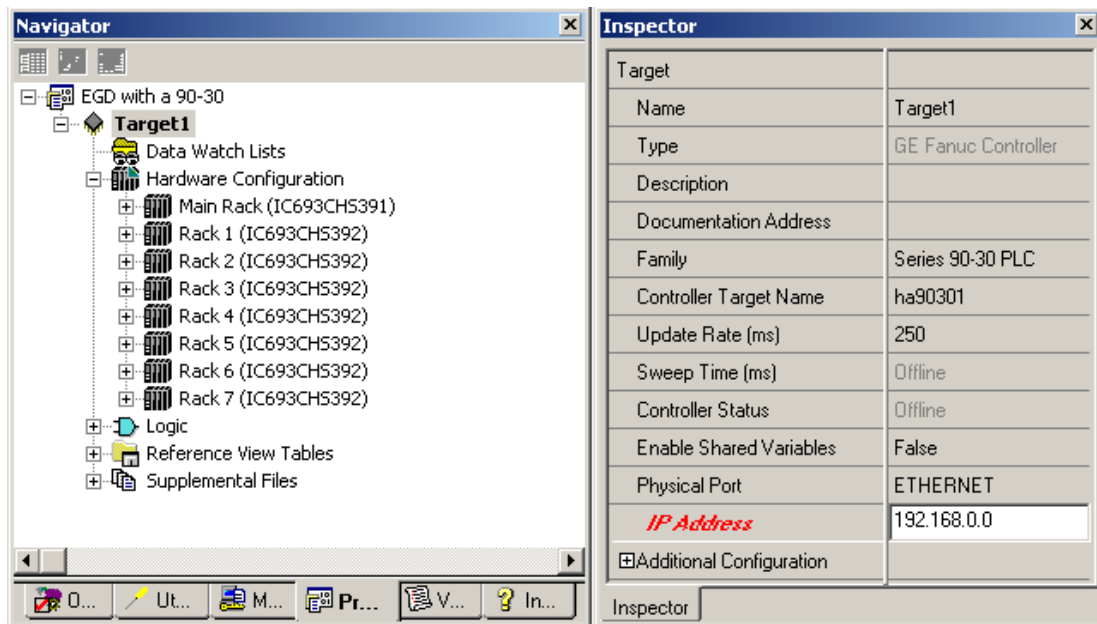 Navigator
EGD with a 90-30
Target1
Data Watch Lists
Hardware Configuration
Main Rack (IC693CHS391)
Rack 1 (IC693CHS392)
Rack 2 (IC693CHS392)
Rack 3 (IC693CHS392)
Rack 4 (IC693CHS392)
Rack 5 (IC693CHS392)
Rack 6 (IC693CHS392)
Rack 7 (IC693CHS392)
Logic
Reference View Tables
Supplemental Files
O... Ut... M... Pr... V... In...
Inspector
Target
Name Target1
Type GE Fanuc Controller
Description
Documentation Address
Family Series 90-30 PLC
Controller Target Name ha90301
Update Rate (ms) 250
Sweep Time (ms) Offline
Controller Status Offline
Enable Shared Variables False
Physical Port ETHERNET
IP Address 192.168.0.0
Additional Configuration
Inspector